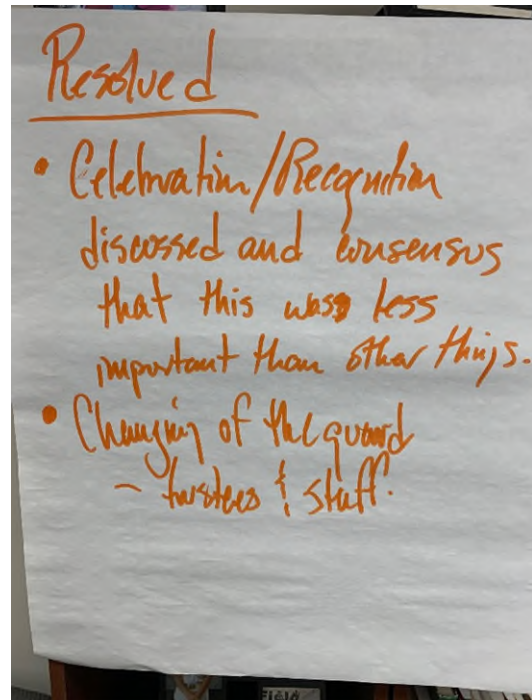 Resolved
• Celebration/Recognition
discussed and consensus
that this was less
important than other things.
• Changing of the guard
- trustees & staff.
FIELD